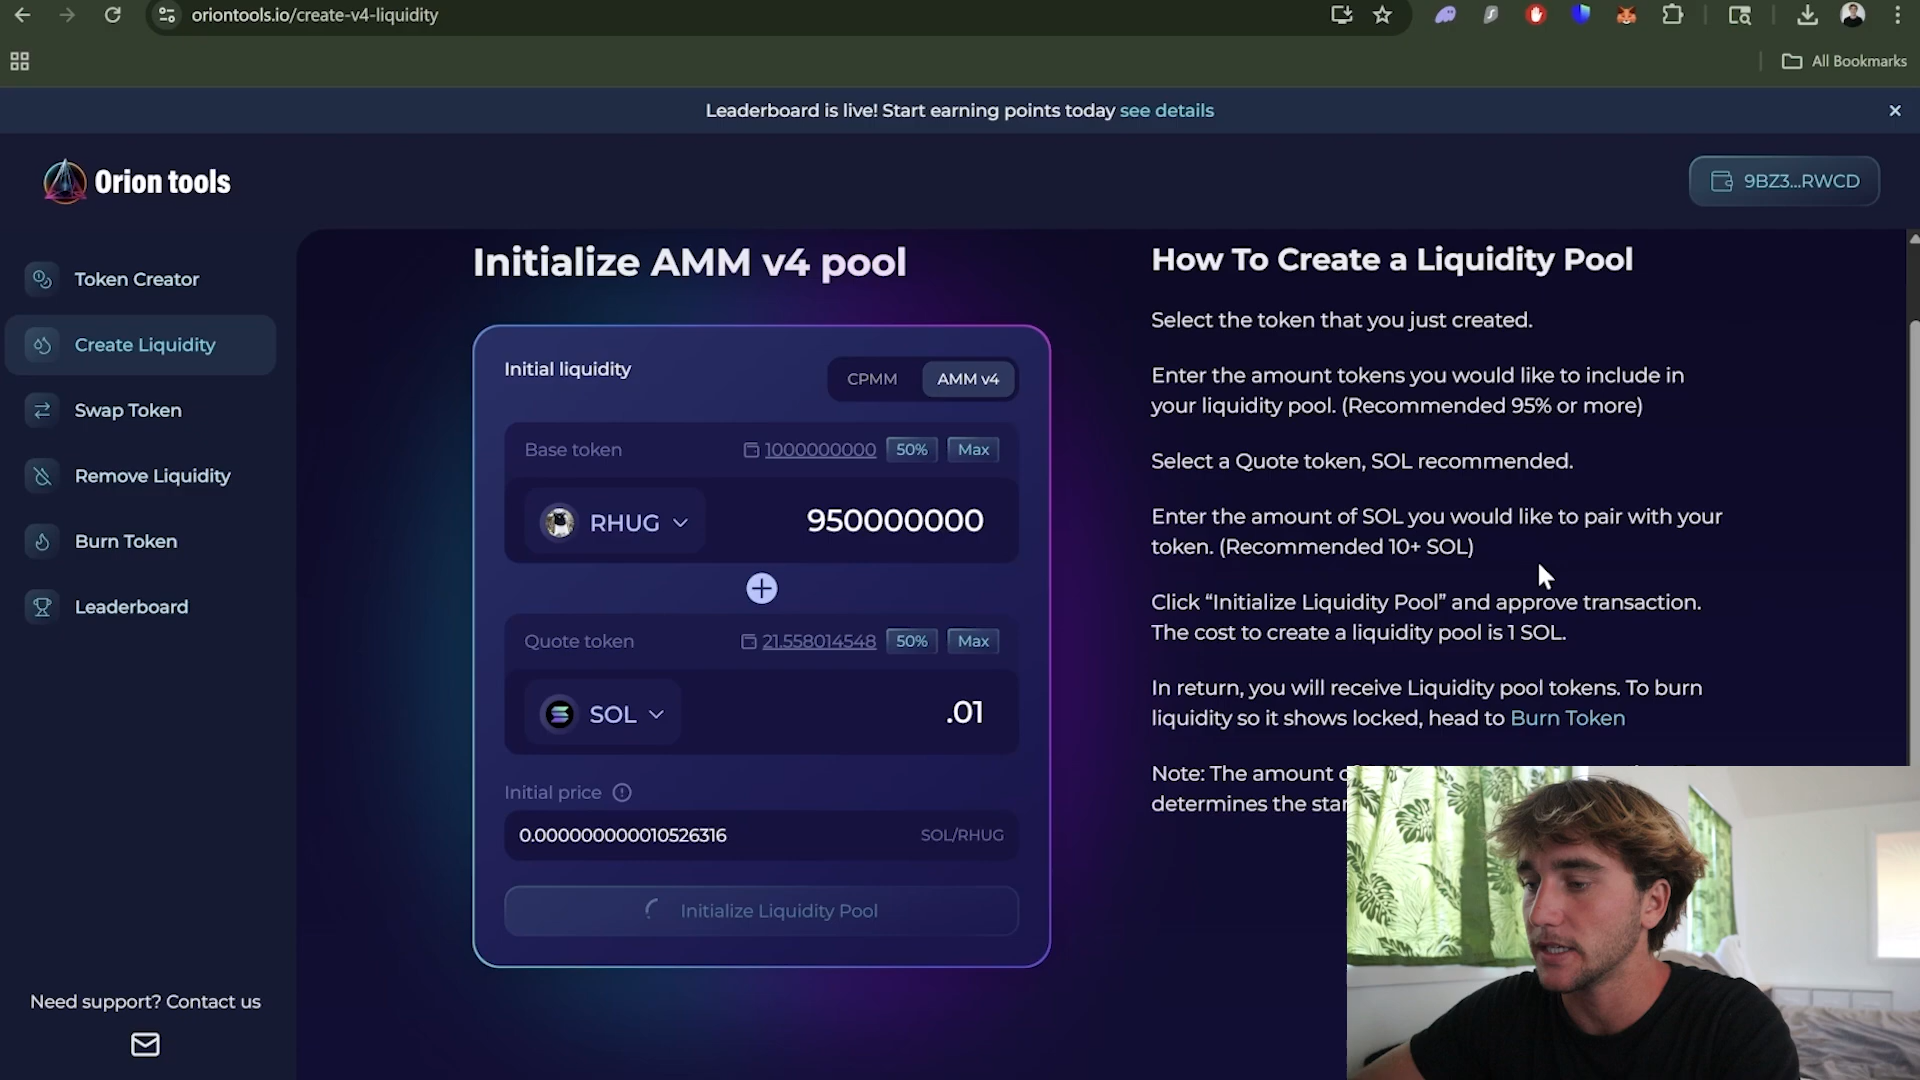 oriontools.io/create-v4-liquidity
All Bookmarks
Leaderboard is live! Start earning points today see details
Orion tools
9BZ3...RWCD
Token Creator
Create Liquidity
Swap Token
Remove Liquidity
Burn Token
Leaderboard
Need support? Contact us
Initialize AMM v4 pool
Initial liquidity
CPMM
AMM v4
Base token
1000000000
50%
Max
RHUG
950000000
Quote token
21.558014548
50%
Max
SOL
.01
Initial price
0.000000000010526316
SOL/RHUG
Initialize Liquidity Pool
How To Create a Liquidity Pool
Select the token that you just created.
Enter the amount tokens you would like to include in
your liquidity pool. (Recommended 95% or more)
Select a Quote token, SOL recommended.
Enter the amount of SOL you would like to pair with your
token. (Recommended 10+ SOL)
Click “Initialize Liquidity Pool” and approve transaction.
The cost to create a liquidity pool is 1 SOL.
In return, you will receive Liquidity pool tokens. To burn
liquidity so it shows locked, head to Burn Token
Note: The amount
determines the